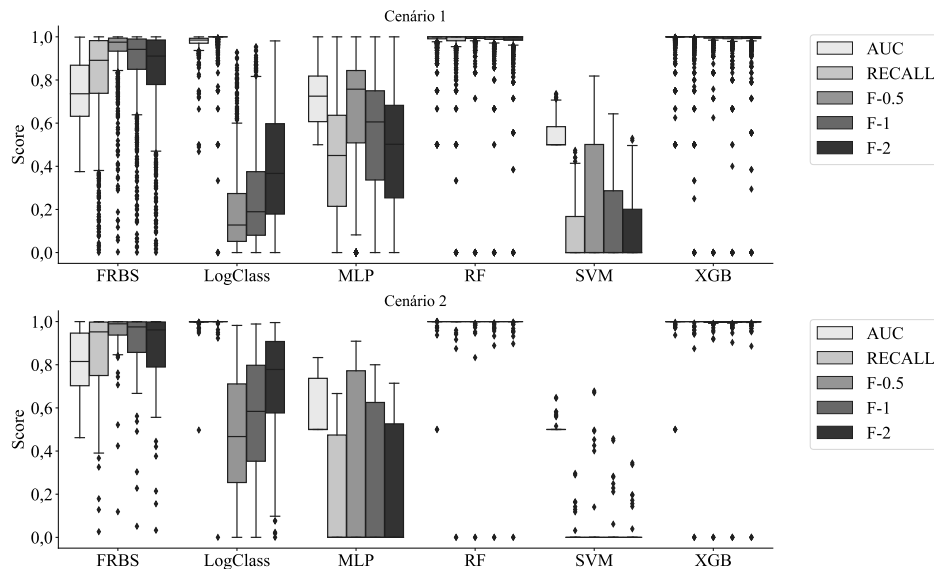 Cenário 1
Score
1,0
0,8
0,6
0,4
0,2
0,0
FRBS LogClass MLP RF SVM XGB
AUC
RECALL
F-0.5
F-1
F-2
Cenário 2
Score
1,0
0,8
0,6
0,4
0,2
0,0
FRBS LogClass MLP RF SVM XGB
AUC
RECALL
F-0.5
F-1
F-2